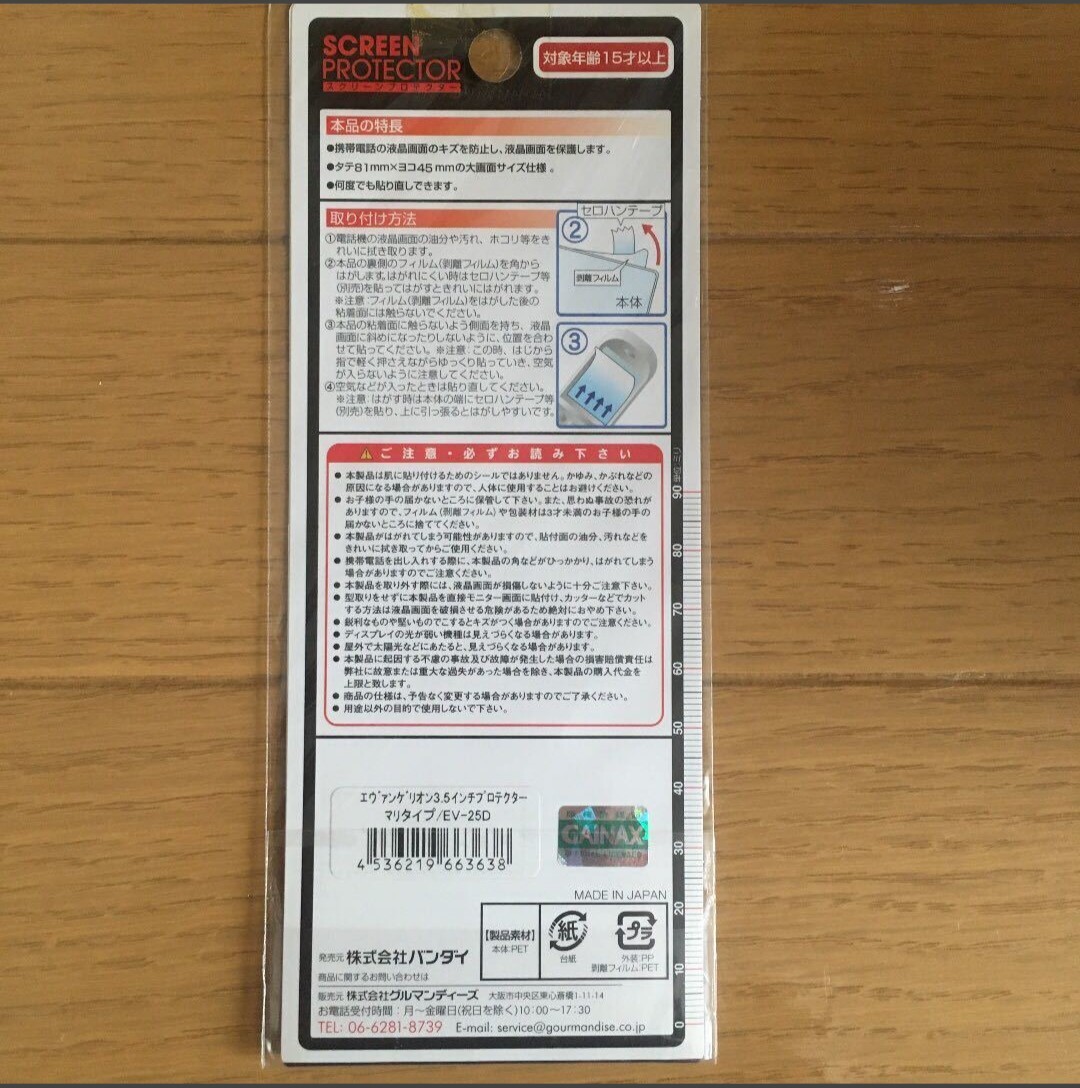 SCREEN
PROTECTOR
スクリーンプロテクター
対象年齢15才以上
本品の特長
●携帯電話の液晶画面のキズを防止し、液晶画面を保護します。
●タテ81mm×ヨコ45mmの大画面サイズ仕様。
●何度でも貼り直しできます。
取り付け方法
①電話機の液晶画面の油分や汚れ、ホコリ等をき
れいに拭き取ります。
②本品の裏側のフィルム(剥離フィルム)を角から
はがします。はがれにくい時はセロハンテープ等
(別売)を貼ってはがすときれいにはがれます。
※注意:フィルム(剥離フィルム)をはがした後の
粘着面には触らないでください。
③本品の粘着面に触らないよう側面を持ち、液晶
画面に斜めになったりしないように、位置を合わ
せて貼ってください。※注意:この時、はじから
指で軽く押さえながらゆっくり貼っていき、空気
が入らないように注意してください。
④空気などが入ったときは貼り直してください。
※注意:はがす時は本体の端にセロハンテープ等
(別売)を貼り、上に引っ張るとはがしやすいです。
セロハンテープ
②
剥離フィルム
本体
③
ご注意・必ずお読み下さい
● 本製品は肌に貼り付けるためのシールではありません。かゆみ、かぶれなどの
原因になる場合がありますので、人体に使用することはお避けください。
● お子様の手の届かないところに保管して下さい。また、思わぬ事故の恐れが
ありますので、フィルム(剥離フィルム)や包装材は3才未満のお子様の手の
届かないところに捨ててください。
● 本製品がはがれてしまう可能性がありますので、貼付面の油分、汚れなどを
きれいに拭き取ってからご使用ください。
● 携帯電話を出し入れする際に、本製品の角などがひっかかり、はがれてしまう
場合がありますのでご注意ください。
● 本製品を取り外す際には、液晶画面が損傷しないように十分ご注意下さい。
● 型取りをせずに本製品を直接モニター画面に貼付け、カッターなどでカット
する方法は液晶画面を破損させる危険があるため絶対におやめ下さい。
● 鋭利なものや堅いものでこするとキズがつく場合がありますのでご注意ください。
● ディスプレイの光が弱い機種は見えづらくなる場合があります。
● 屋外で太陽光などにあたると、見えづらくなる場合があります。
● 本製品に起因する不慮の事故及び故障が発生した場合の損害賠償責任は
弊社に故意または重大な過失があった場合を除き、本製品の購入代金を
上限と致します。
● 商品の仕様は、予告なく変更する場合がありますのでご了承ください。
● 用途以外の目的で使用しないで下さい。
単位:ミリ
90
80
70
60
50
40
30
20
10
0
ｴｳﾞｧﾝｹﾞﾘｵﾝ3.5ｲﾝﾁﾌﾟﾛﾃｸﾀｰ
ﾏﾘﾀｲﾌﾟ/EV-25D
4 536219 663638
GAINAX
MADE IN JAPAN
【製品素材】
本体:PET
紙
台紙
プラ
外装:PP
剥離フィルム:PET
発売元 株式会社バンダイ
商品に関するお問い合わせは
販売元 株式会社グルマンディーズ 大阪市中央区東心斎橋1-11-14
お電話受付時間:月〜金曜日(祝日を除く)10:00〜17:30
TEL: 06-6281-8739 E-mail: service@gourmandise.co.jp